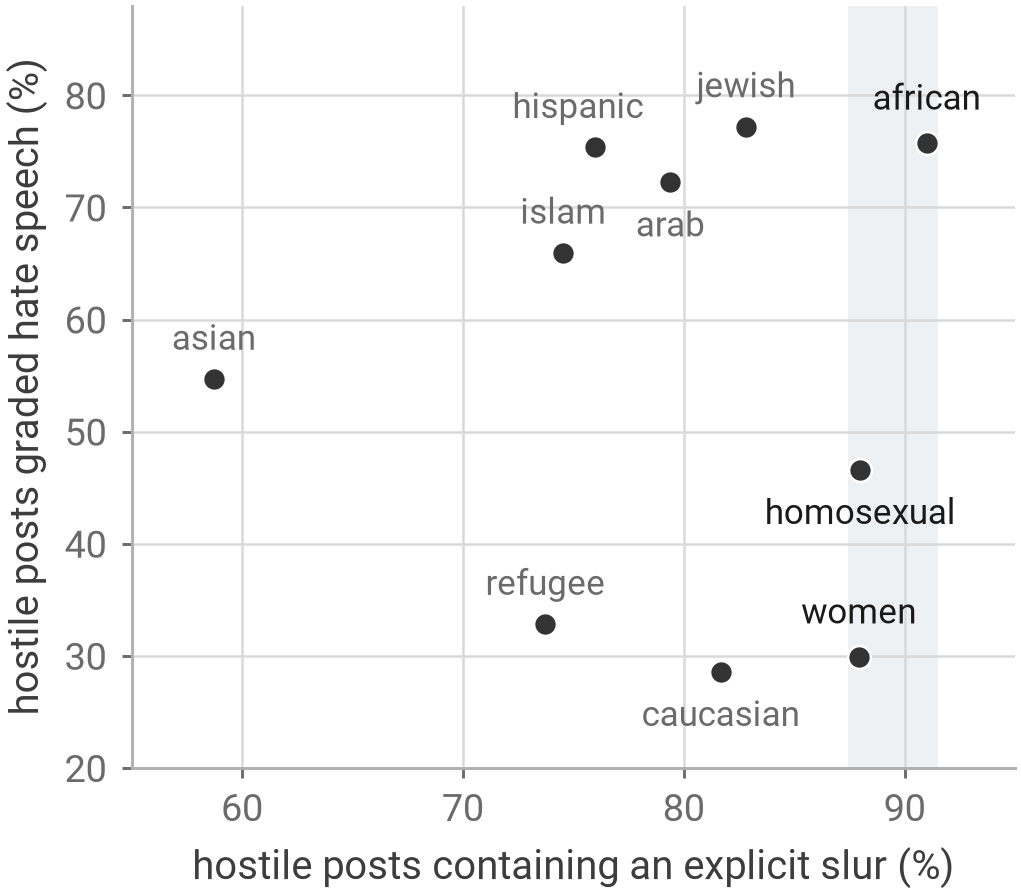 hostile posts graded hate speech (%)
80
70
60
50
40
30
20
jewish
african
hispanic
islam
arab
asian
homosexual
refugee
women
caucasian
60
70
80
90
hostile posts containing an explicit slur (%)